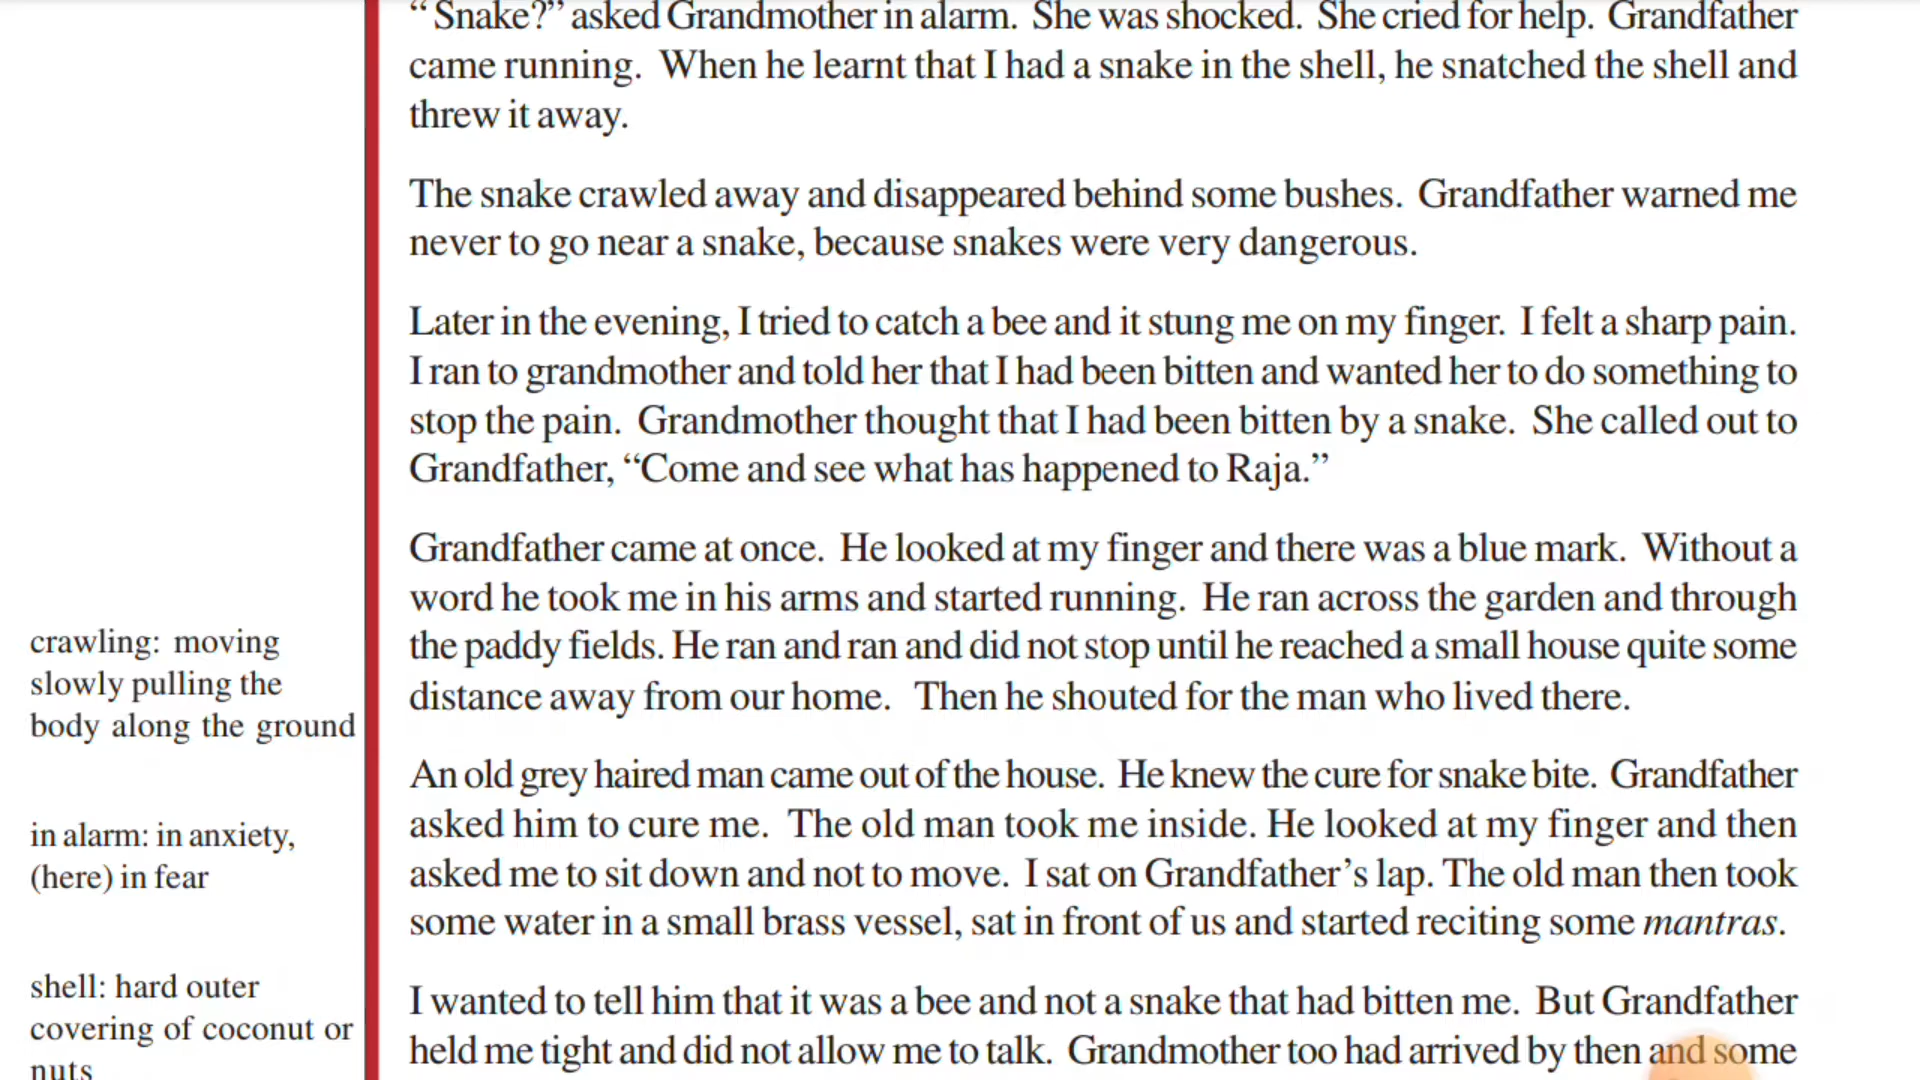 “ Snake?” asked Grandmother in alarm. She was shocked. She cried for help. Grandfather
came running. When he learnt that I had a snake in the shell, he snatched the shell and
threw it away.
The snake crawled away and disappeared behind some bushes. Grandfather warned me
never to go near a snake, because snakes were very dangerous.
Later in the evening, I tried to catch a bee and it stung me on my finger. I felt a sharp pain.
I ran to grandmother and told her that I had been bitten and wanted her to do something to
stop the pain. Grandmother thought that I had been bitten by a snake. She called out to
Grandfather, “Come and see what has happened to Raja.”
Grandfather came at once. He looked at my finger and there was a blue mark. Without a
word he took me in his arms and started running. He ran across the garden and through
the paddy fields. He ran and ran and did not stop until he reached a small house quite some
distance away from our home. Then he shouted for the man who lived there.
An old grey haired man came out of the house. He knew the cure for snake bite. Grandfather
asked him to cure me. The old man took me inside. He looked at my finger and then
asked me to sit down and not to move. I sat on Grandfather’s lap. The old man then took
some water in a small brass vessel, sat in front of us and started reciting some mantras.
I wanted to tell him that it was a bee and not a snake that had bitten me. But Grandfather
held me tight and did not allow me to talk. Grandmother too had arrived by then and some
crawling: moving
slowly pulling the
body along the ground
in alarm: in anxiety,
(here) in fear
shell: hard outer
covering of coconut or
nuts